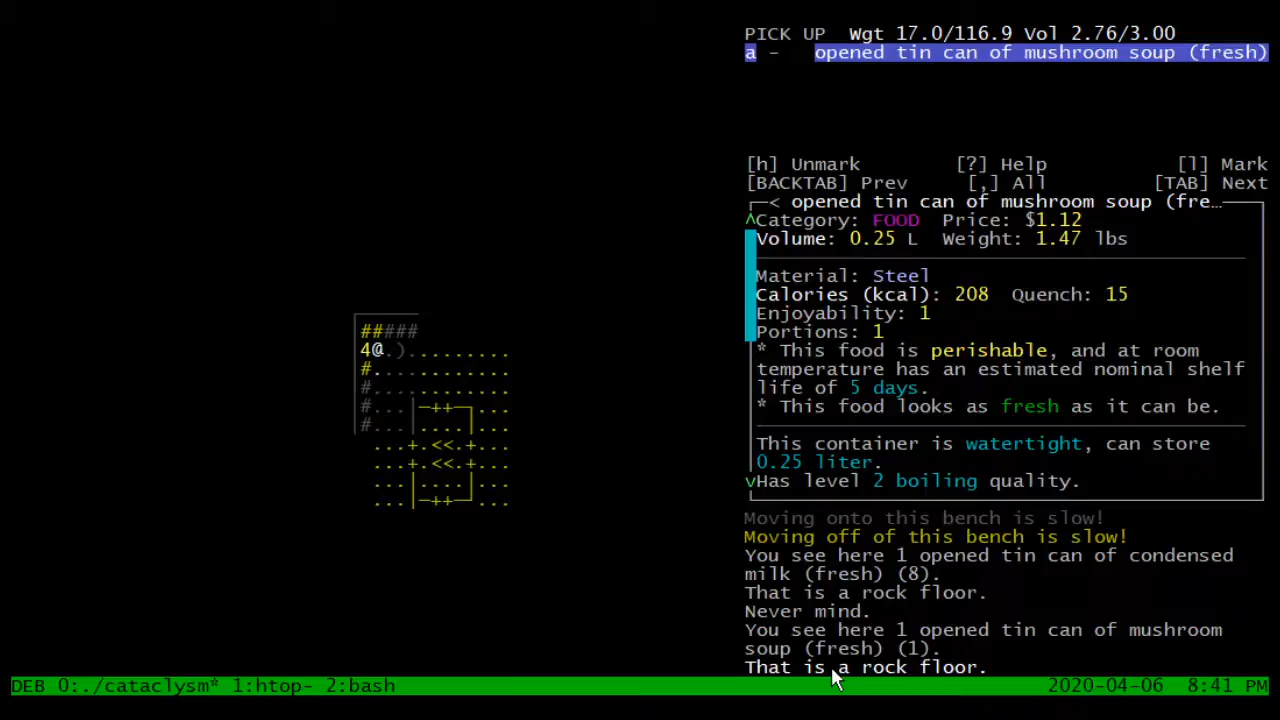 PICK UP  Wgt 17.0/116.9  Vol 2.76/3.00
a -   opened tin can of mushroom soup (fresh)
[h] Unmark   [?] Help   [l] Mark
[BACKTAB] Prev   [,] All   [TAB] Next
< opened tin can of mushroom soup (fre…
Category: FOOD  Price: $1.12
Volume: 0.25 L  Weight: 1.47 lbs
Material: Steel
Calories (kcal): 208  Quench: 15
Enjoyability: 1
Portions: 1
* This food is perishable, and at room
temperature has an estimated nominal shelf
life of 5 days.
* This food looks as fresh as it can be.
This container is watertight, can store
0.25 liter.
Has level 2 boiling quality.
#####
4@.).........
#............
#............
#...|─++─┐...
#...|....|...
...+.<<.+...
...+.<<.+...
...|....|...
...|─++─┘...
Moving onto this bench is slow!
Moving off of this bench is slow!
You see here 1 opened tin can of condensed
milk (fresh) (8).
That is a rock floor.
Never mind.
You see here 1 opened tin can of mushroom
soup (fresh) (1).
That is a rock floor.
DEB 0:./cataclysm* 1:htop- 2:bash   2020-04-06  8:41 PM